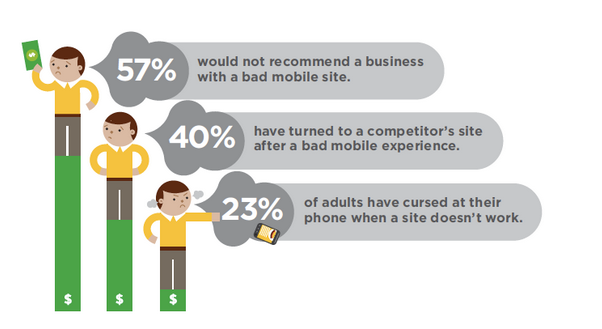 $
57%
would not recommend a business
with a bad mobile site.
40%
have turned to a competitor's site
after a bad mobile experience.
23%
of adults have cursed at their
phone when a site doesn't work.
$ $ $